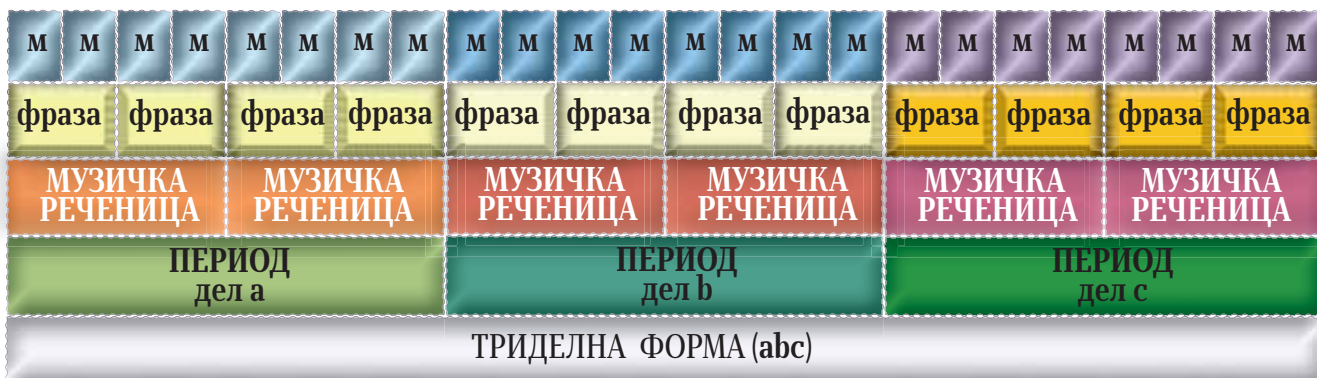 м м м м м м м м м м м м м м м м м м м м м м м м
фраза фраза фраза фраза фраза фраза фраза фраза фраза фраза фраза фраза
МУЗИЧКА РЕЧЕНИЦА МУЗИЧКА РЕЧЕНИЦА МУЗИЧКА РЕЧЕНИЦА МУЗИЧКА РЕЧЕНИЦА МУЗИЧКА РЕЧЕНИЦА МУЗИЧКА РЕЧЕНИЦА
ПЕРИОД
дел a
ПЕРИОД
дел b
ПЕРИОД
дел c
ТРИДЕЛНА ФОРМА (abc)